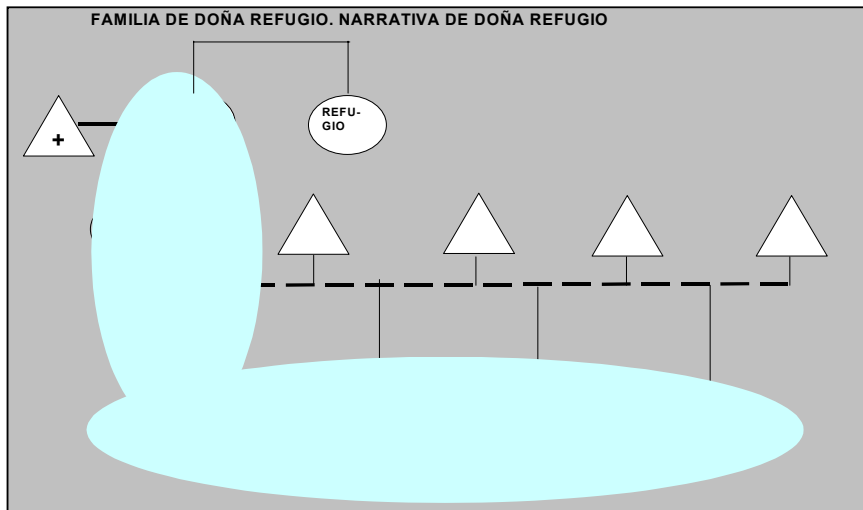 FAMILIA DE DOÑA REFUGIO. NARRATIVA DE DOÑA REFUGIO
REFU-
GIO
+